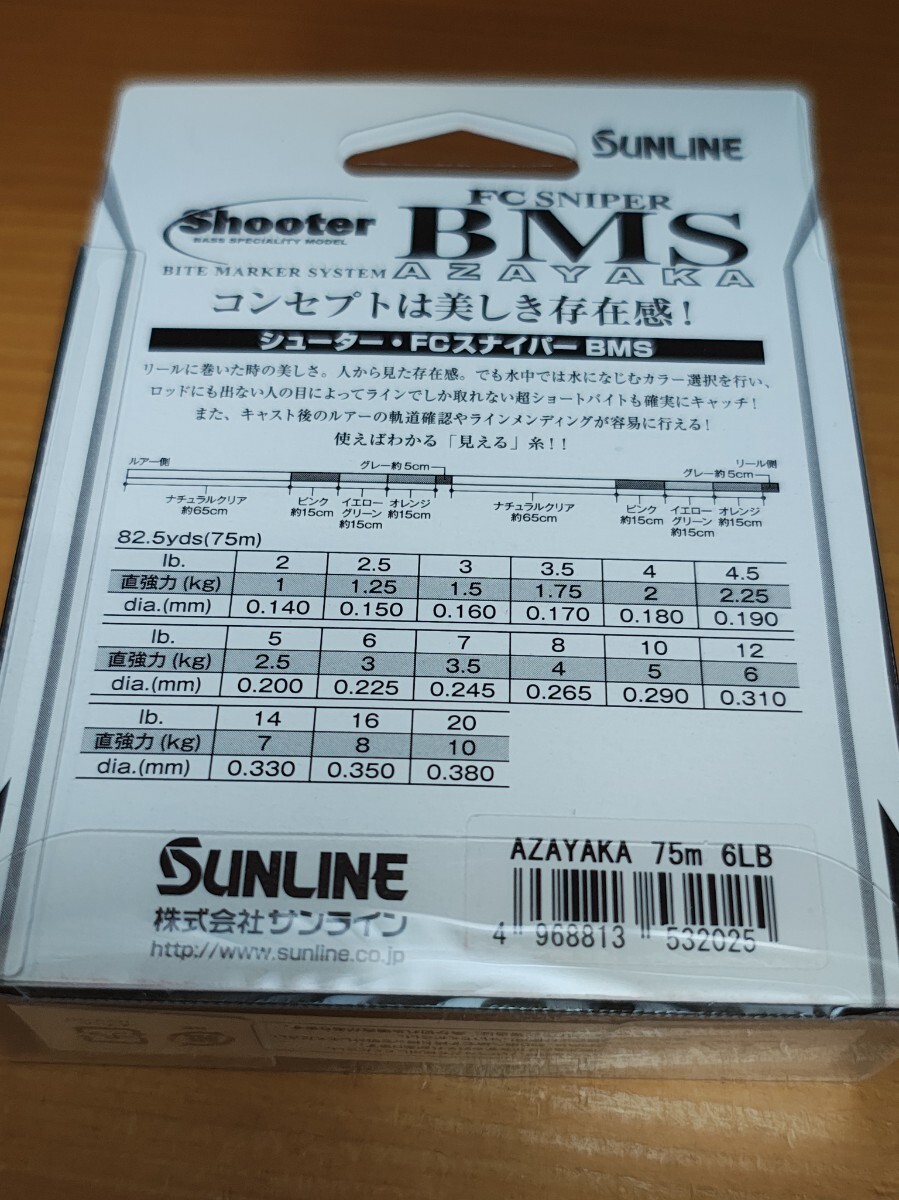 SUNLINE
Shooter
BASS SPECIALITY MODEL
FC SNIPER
BMS
BITE MARKER SYSTEM AZAYAKA
コンセプトは美しき存在感!
シューター・FCスナイパー BMS
リールに巻いた時の美しさ。人から見た存在感。でも水中では水になじむカラー選択を行い、
ロッドにも出ない人の目によってラインでしか取れない超ショートバイトも確実にキャッチ!
また、キャスト後のルアーの軌道確認やラインメンディングが容易に行える!
使えばわかる「見える」糸!!
ルアー側 グレー約5cm リール側
グレー約5cm
ナチュラルクリア ピンク イエロー オレンジ ナチュラルクリア ピンク イエロー オレンジ
約65cm 約15cm グリーン 約15cm 約65cm 約15cm グリーン 約15cm
約15cm 約15cm
82.5yds(75m)
lb. 2 2.5 3 3.5 4 4.5
直強力(kg) 1 1.25 1.5 1.75 2 2.25
dia.(mm) 0.140 0.150 0.160 0.170 0.180 0.190
lb. 5 6 7 8 10 12
直強力(kg) 2.5 3 3.5 4 5 6
dia.(mm) 0.200 0.225 0.245 0.265 0.290 0.310
lb. 14 16 20
直強力(kg) 7 8 10
dia.(mm) 0.330 0.350 0.380
SUNLINE
株式会社サンライン
http://www.sunline.co.jp
AZAYAKA 75m 6LB
4 968813 532025